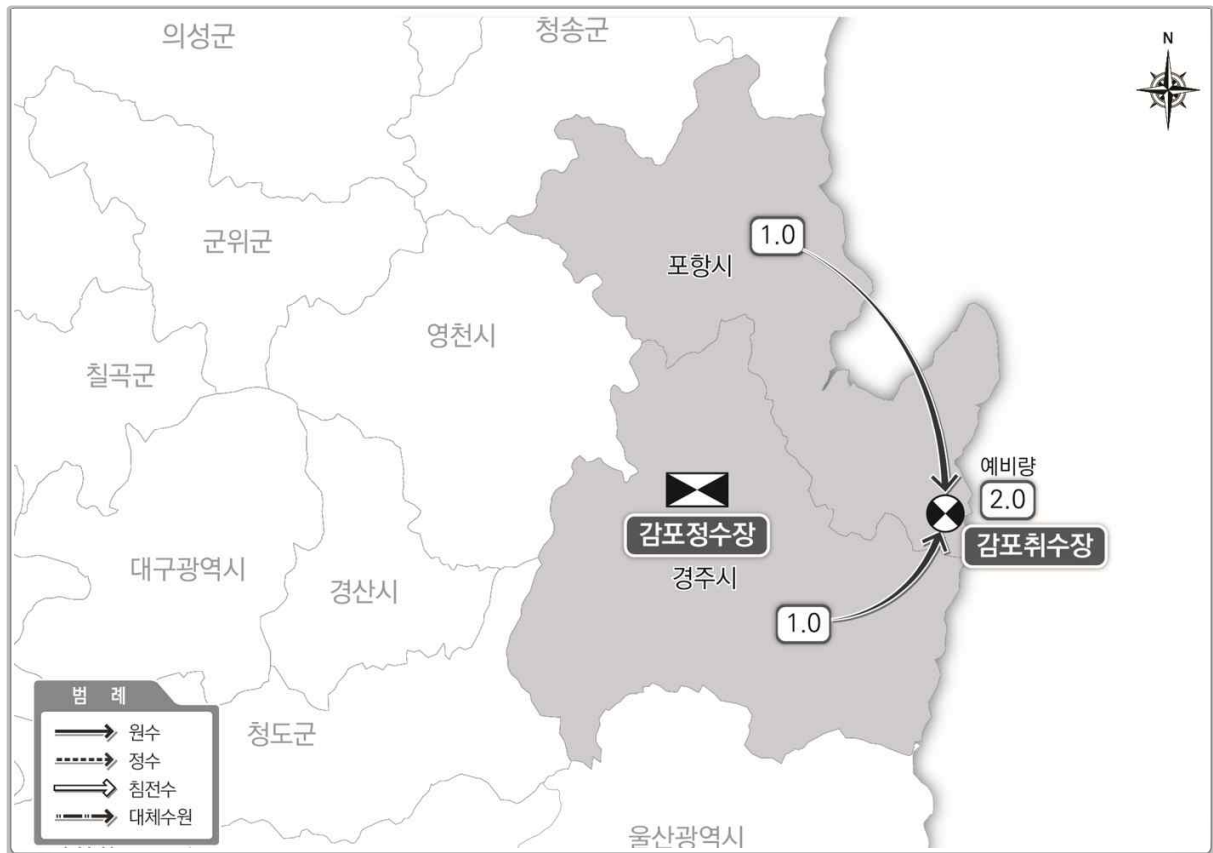 의성군
청송군
N
군위군
1.0
포항시
영천시
칠곡군
예비량
2.0
감포정수장
감포취수장
대구광역시
경산시
경주시
1.0
범 례
원수
정수
침전수
대체수원
청도군
울산광역시